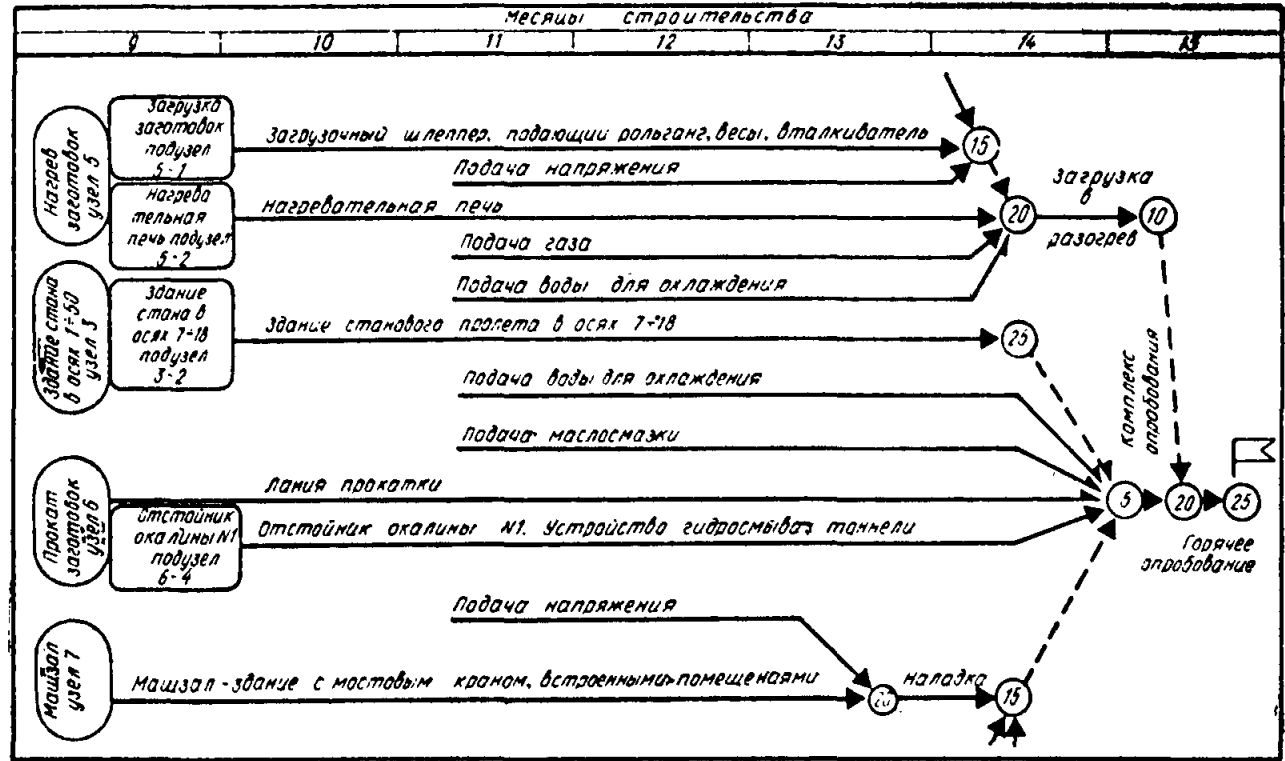 Месяцы строительства
9 10 11 12 13 14 15
Нагрев
заготовок
узел 5
Загрузка
заготовок
подузел
5-1
Загрузочный шлеппер, подающий рольганг, весы, вталкиватель
15
Подача напряжения
Нагрева
тельная
печь подузел
5-2
Нагревательная печь
20
Загрузка
в
разогрев
10
Подача газа
Подача воды для охлаждения
Здание стана
в осях 1÷50
узел 3
Здание
стана в
осях 7÷18
подузел
3-2
Здание станового пролета в осях 7÷18
25
Подача воды для охлаждения
Подача маслосмазки
Комплекс
опробования
Прокат
заготовок
узел 6
Линия прокатки
5
20
25
Отстойник
окалины N1
подузел
6-4
Отстойник окалины N1. Устройство гидросмыва, тоннели
Горячее
опробование
Подача напряжения
Машзал
узел 7
Машзал-здание с мостовым краном, встроенными помещениями
20
наладка
15